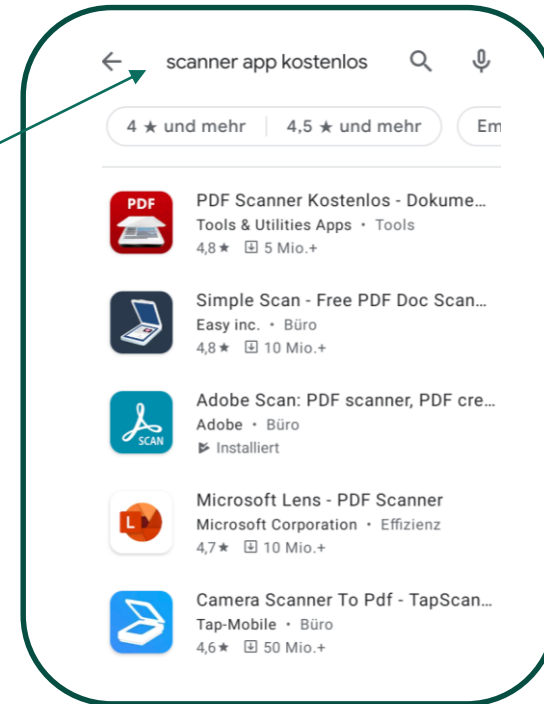 scanner app kostenlos
4 ★ und mehr | 4,5 ★ und mehr Em
PDF
PDF Scanner Kostenlos - Dokume...
Tools & Utilities Apps • Tools
4,8★ 5 Mio.+
Simple Scan - Free PDF Doc Scan...
Easy inc. • Büro
4,8★ 10 Mio.+
Adobe Scan: PDF scanner, PDF cre...
SCAN
Adobe • Büro
Installiert
Microsoft Lens - PDF Scanner
L
Microsoft Corporation • Effizienz
4,7★ 10 Mio.+
Camera Scanner To Pdf - TapScan...
Tap-Mobile • Büro
4,6★ 50 Mio.+